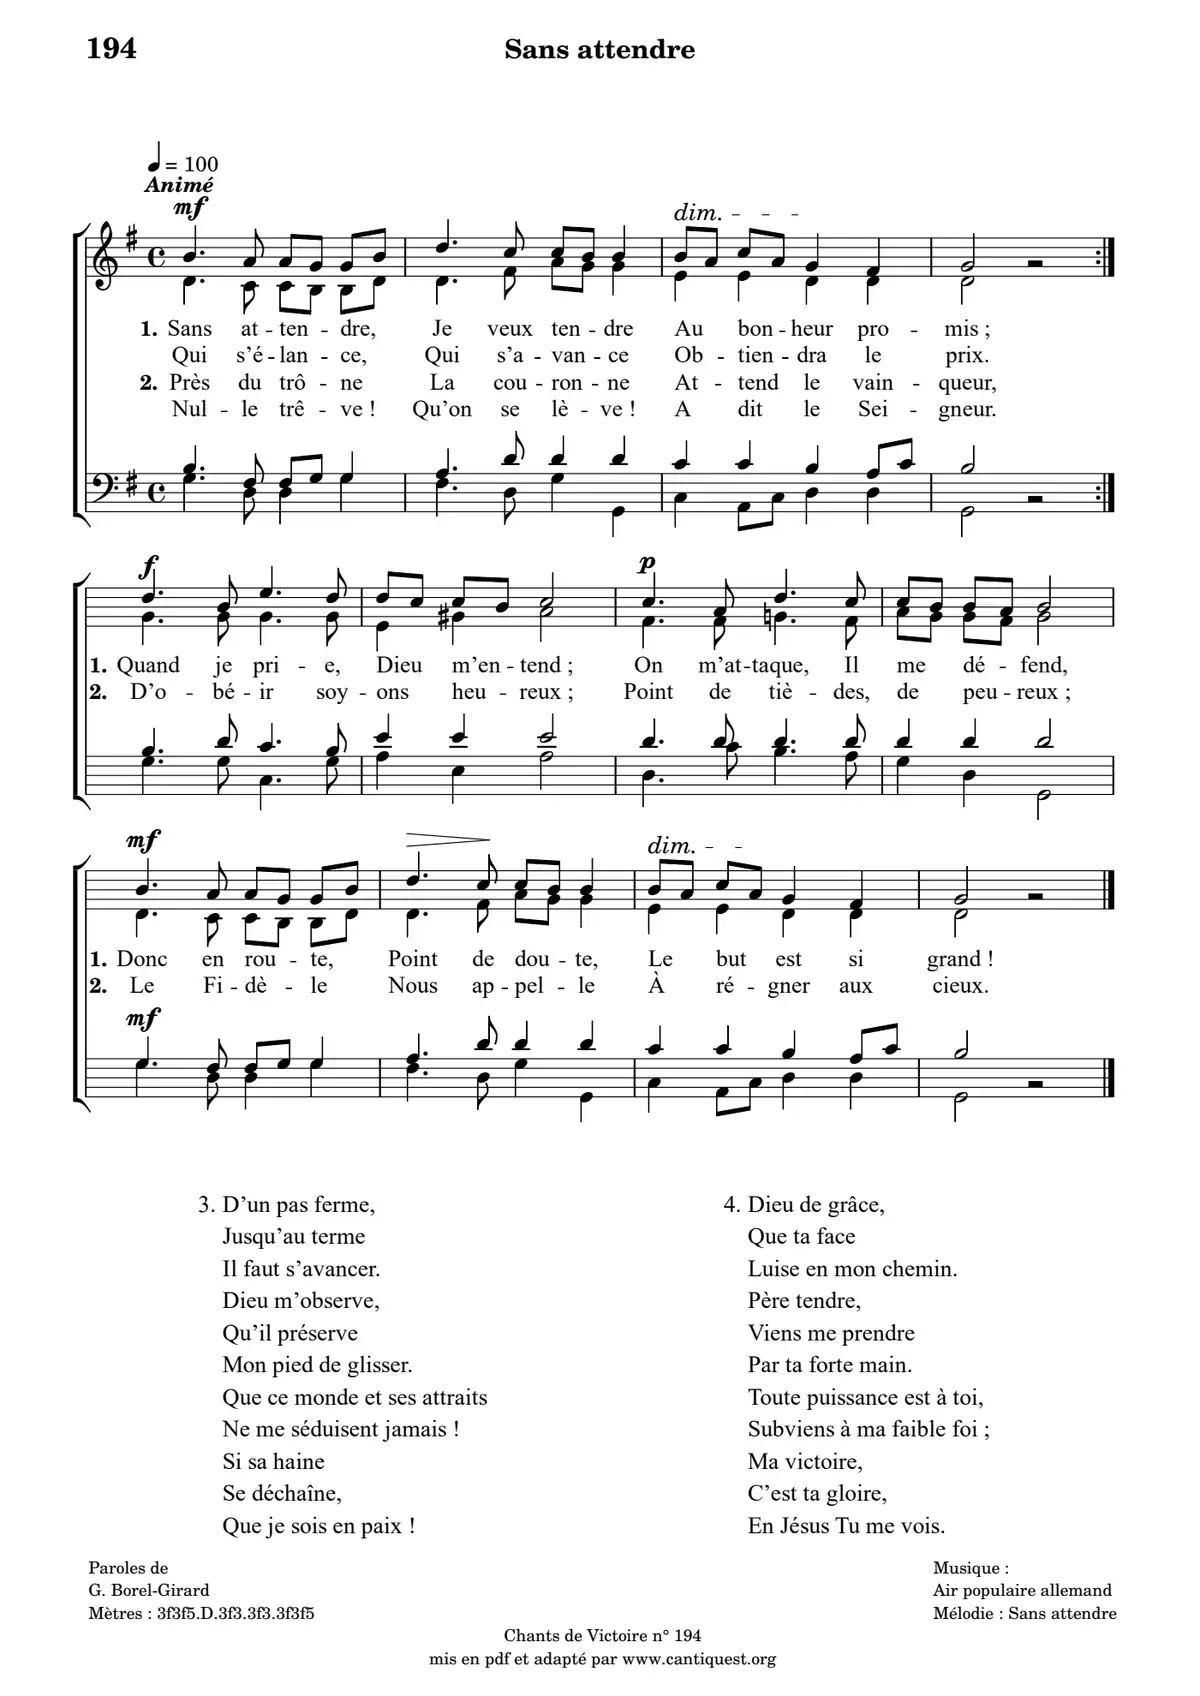 194
Sans attendre
= 100
Animé
mf
dim. - - -
1. Sans at - ten - dre, Je veux ten - dre Au bon - heur pro - mis ;
Qui s’é - lan - ce, Qui s’a - van - ce Ob - tien - dra le prix.
2. Près du trô - ne La cou - ron - ne At - tend le vain - queur,
Nul - le trê - ve ! Qu’on se lè - ve ! A dit le Sei - gneur.
f
p
1. Quand je pri - e, Dieu m’en - tend ; On m’at - taque, Il me dé - fend,
2. D’o - bé - ir soy - ons heu - reux ; Point de tiè - des, de peu - reux ;
mf
dim. - -
1. Donc en rou - te, Point de dou - te, Le but est si grand !
2. Le Fi - dè - le Nous ap - pel - le À ré - gner aux cieux.
mf
3. D’un pas ferme,
Jusqu’au terme
Il faut s’avancer.
Dieu m’observe,
Qu’il préserve
Mon pied de glisser.
Que ce monde et ses attraits
Ne me séduisent jamais !
Si sa haine
Se déchaîne,
Que je sois en paix !
4. Dieu de grâce,
Que ta face
Luise en mon chemin.
Père tendre,
Viens me prendre
Par ta forte main.
Toute puissance est à toi,
Subviens à ma faible foi ;
Ma victoire,
C’est ta gloire,
En Jésus Tu me vois.
Paroles de
G. Borel-Girard
Mètres : 3f3f5.D.3f3.3f3.3f3f5
Musique :
Air populaire allemand
Mélodie : Sans attendre
Chants de Victoire n° 194
mis en pdf et adapté par www.cantiquest.org